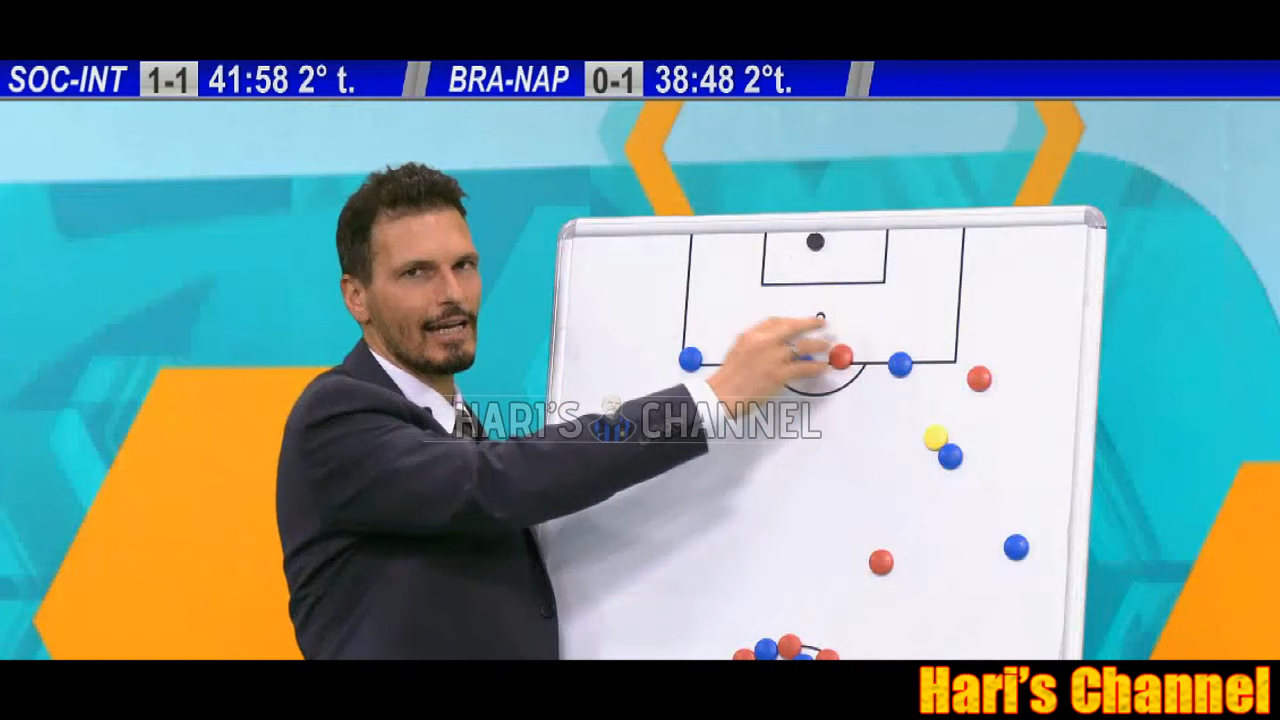 SOC-INT 1-1 41:58 2° t. BRA-NAP 0-1 38:48 2°t.
HARI'S CHANNEL
Hari's Channel